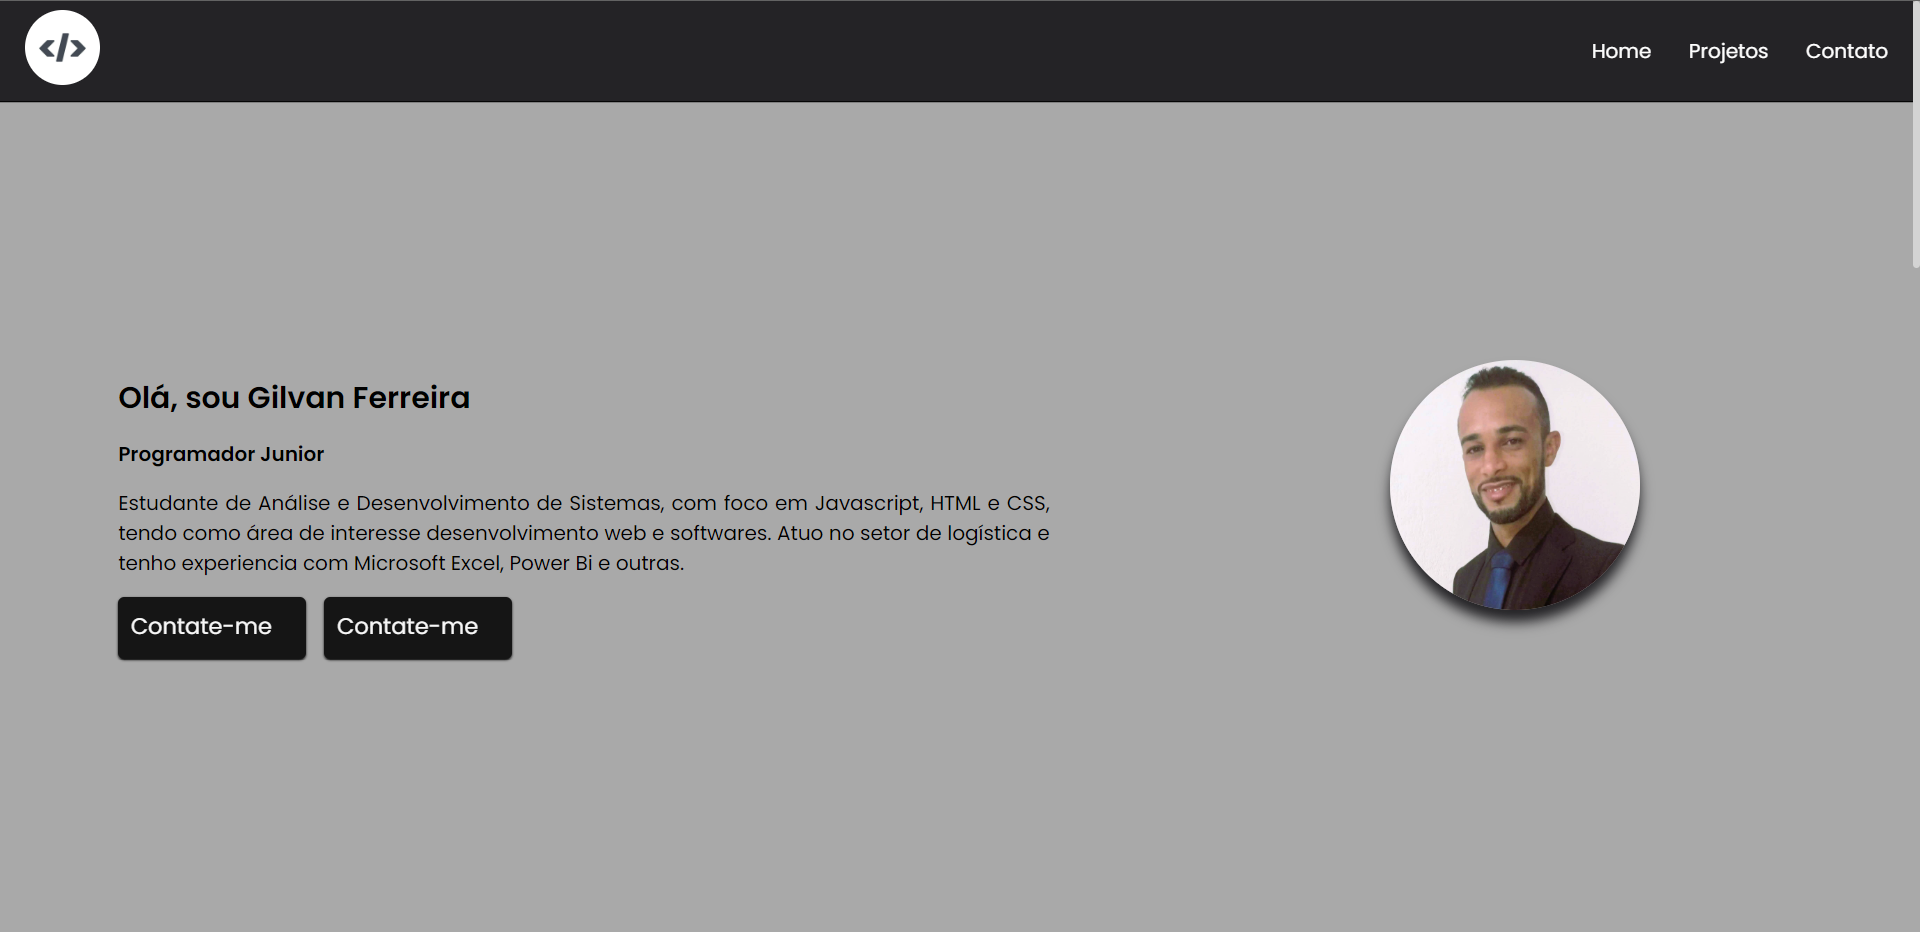 </>
Home
Projetos
Contato
Olá, sou Gilvan Ferreira
Programador Junior
Estudante de Análise e Desenvolvimento de Sistemas, com foco em Javascript, HTML e CSS,
tendo como área de interesse desenvolvimento web e softwares. Atuo no setor de logística e
tenho experiencia com Microsoft Excel, Power Bi e outras.
Contate-me
Contate-me